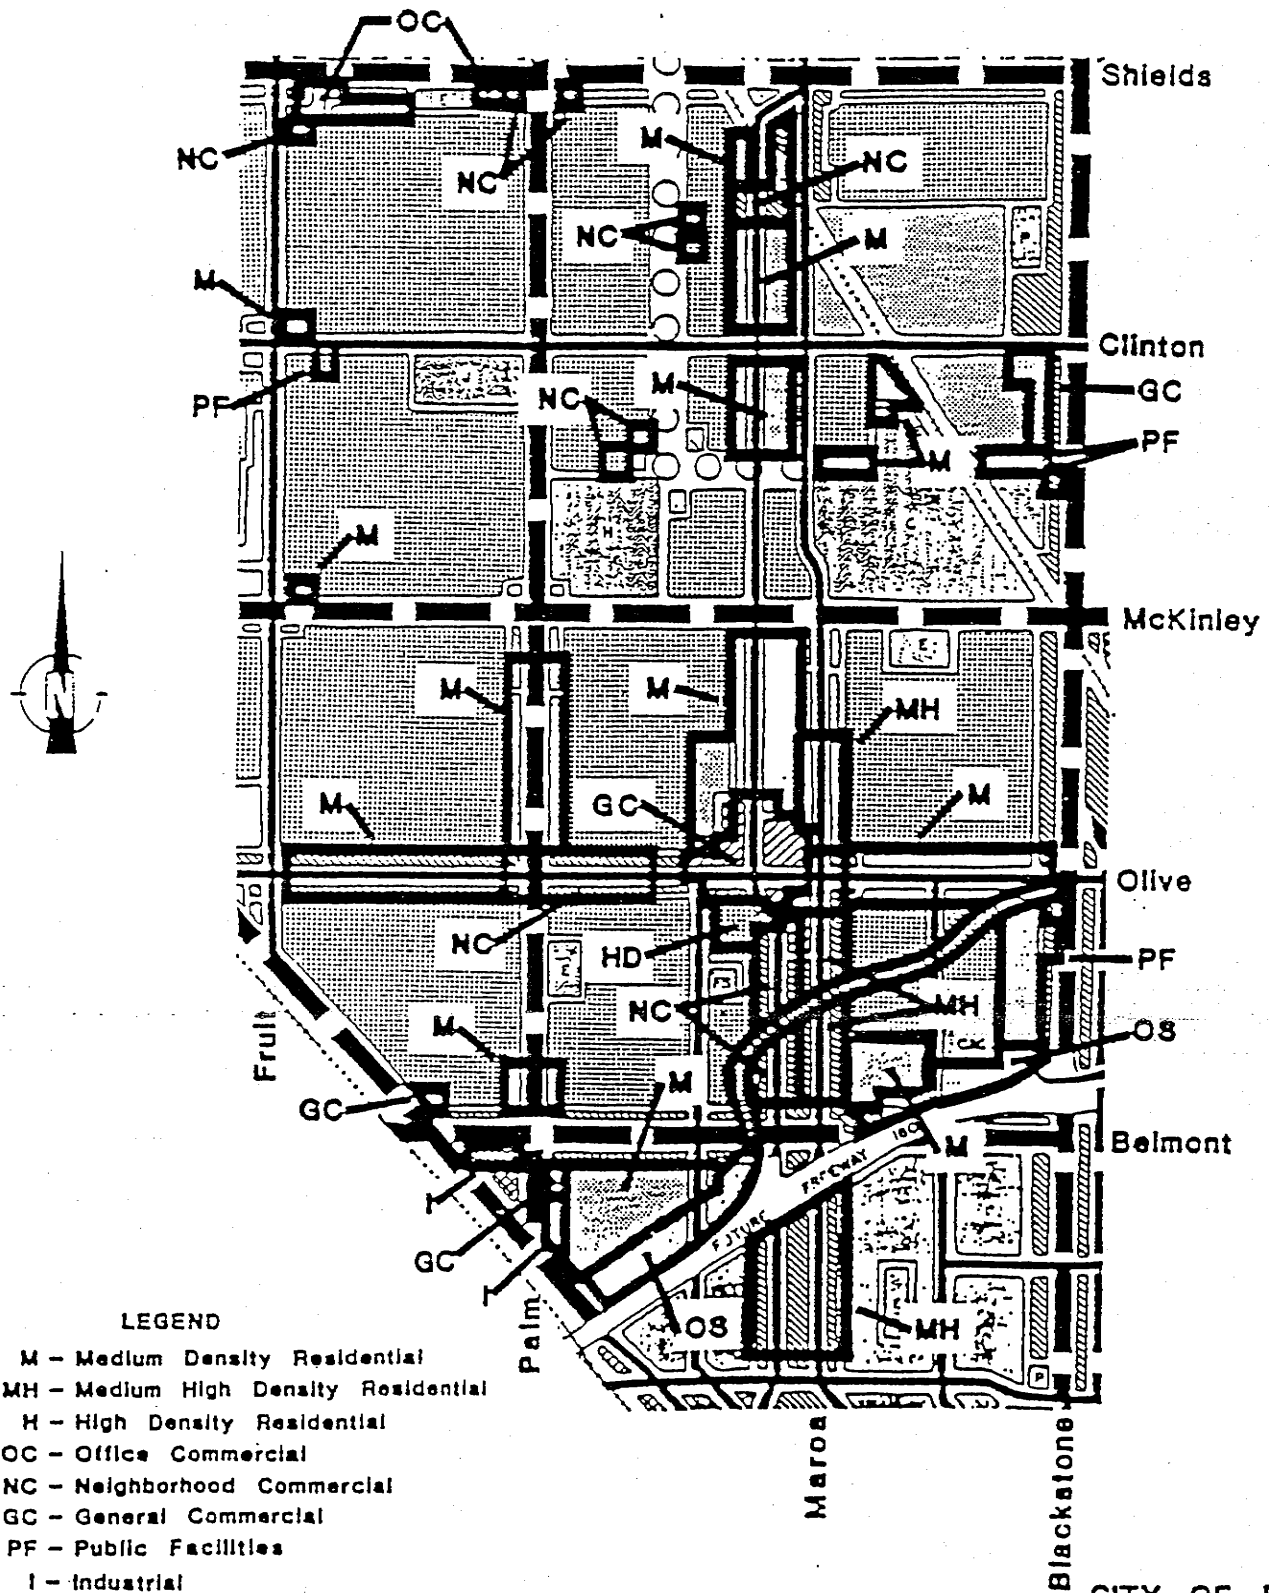 OC
Shields
NC
M
NC
NC
NC
M
M
Clinton
PF
M
NC
GC
PF
M
M
McKinley
M
M
MH
M
GC
M
Olive
NC
HD
PF
NC
MH
Fruit
M
OS
M
GC
Belmont
M
FUTURE FREEWAY 180
I
GC
I
Palm
OS
MH
LEGEND
M - Medium Density Residential
MH - Medium High Density Residential
H - High Density Residential
OC - Office Commercial
NC - Neighborhood Commercial
GC - General Commercial
PF - Public Facilities
I - Industrial
Maroa
Blackstone